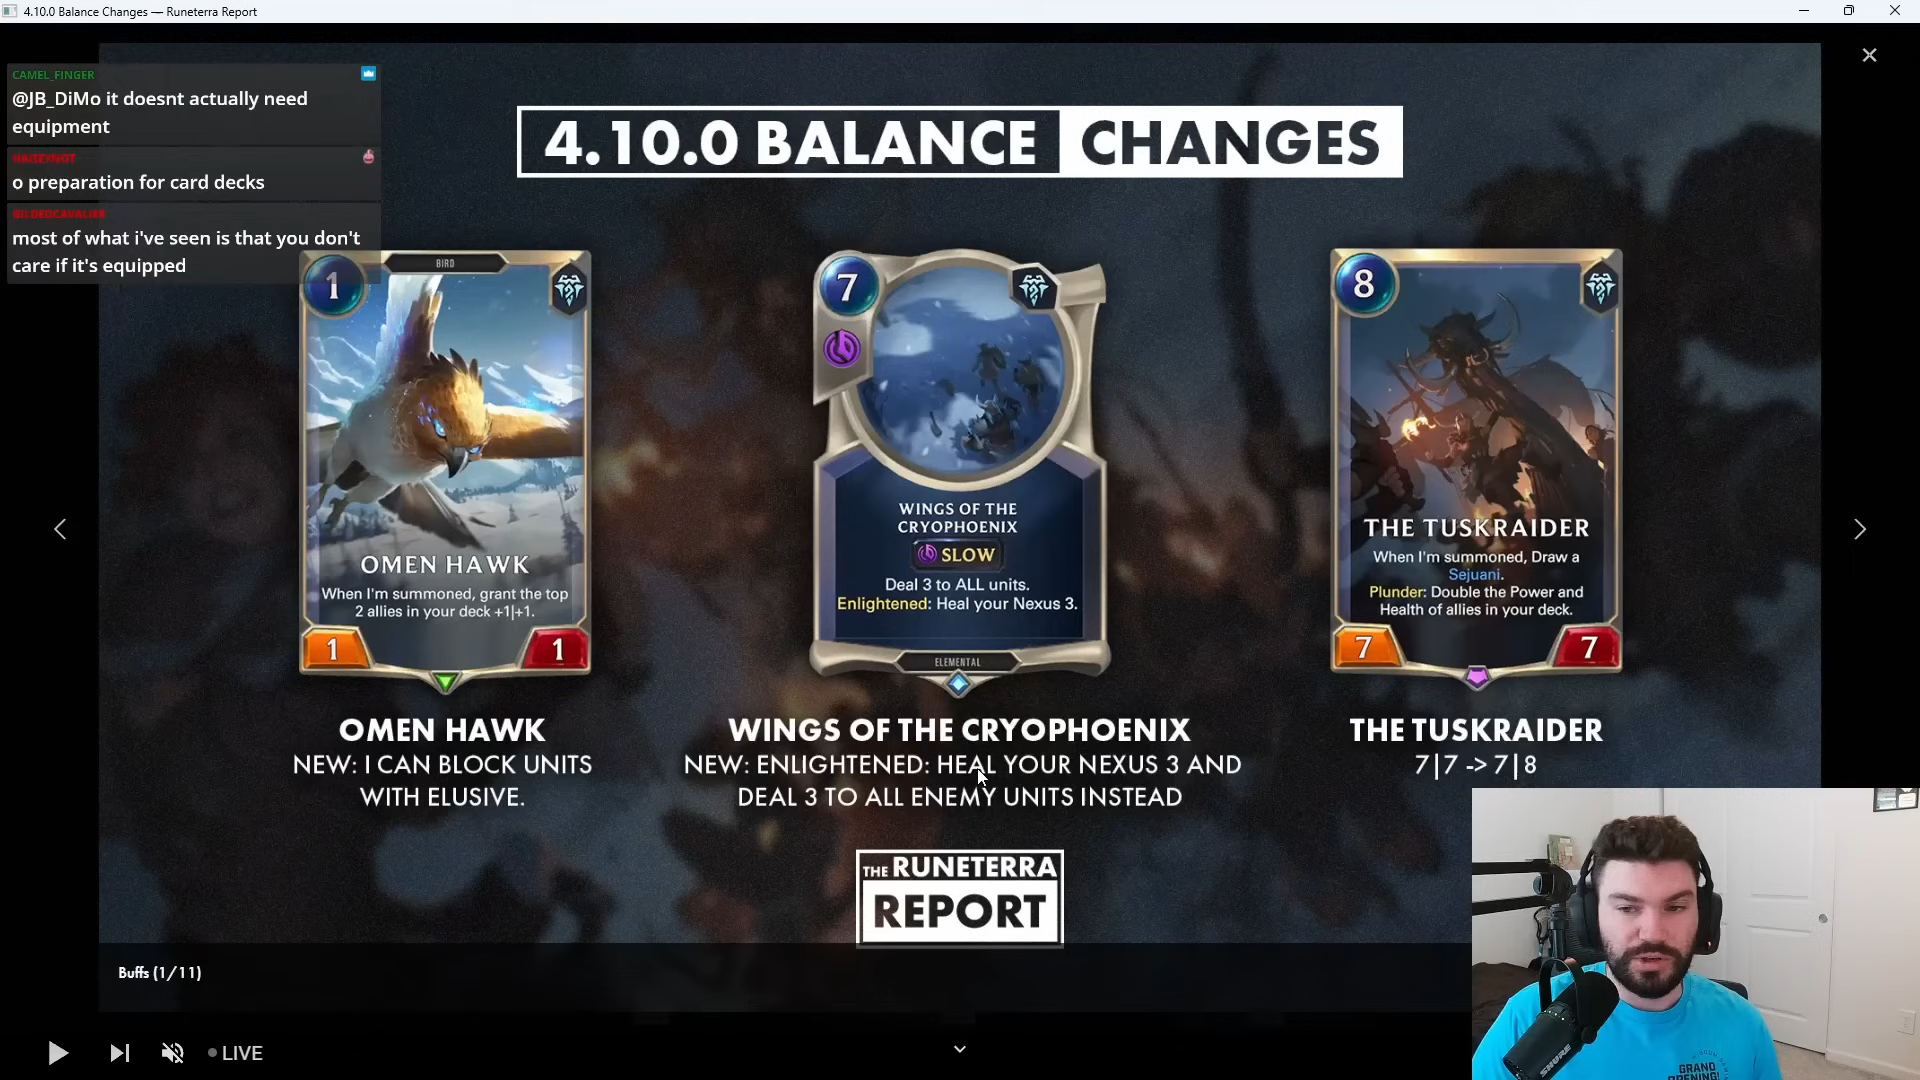 4.10.0 Balance Changes — Runeterra Report
CAMEL_FINGER
@JB_DiMo it doesnt actually need
equipment
o preparation for card decks
GILDEDCAVALIER
most of what i've seen is that you don't
care if it's equipped
4.10.0 BALANCE CHANGES
1
BIRD
OMEN HAWK
When I'm summoned, grant the top
2 allies in your deck +1|+1.
1
1
7
WINGS OF THE
CRYOPHOENIX
SLOW
Deal 3 to ALL units.
Enlightened: Heal your Nexus 3.
ELEMENTAL
8
THE TUSKRAIDER
When I'm summoned, Draw a
Sejuani.
Plunder: Double the Power and
Health of allies in your deck.
7
7
OMEN HAWK
NEW: I CAN BLOCK UNITS
WITH ELUSIVE.
WINGS OF THE CRYOPHOENIX
NEW: ENLIGHTENED: HEAL YOUR NEXUS 3 AND
DEAL 3 TO ALL ENEMY UNITS INSTEAD
THE TUSKRAIDER
7|7 -> 7|8
THE RUNETERRA
REPORT
Buffs (1/11)
LIVE
SHURE
GRAND
OPENING!